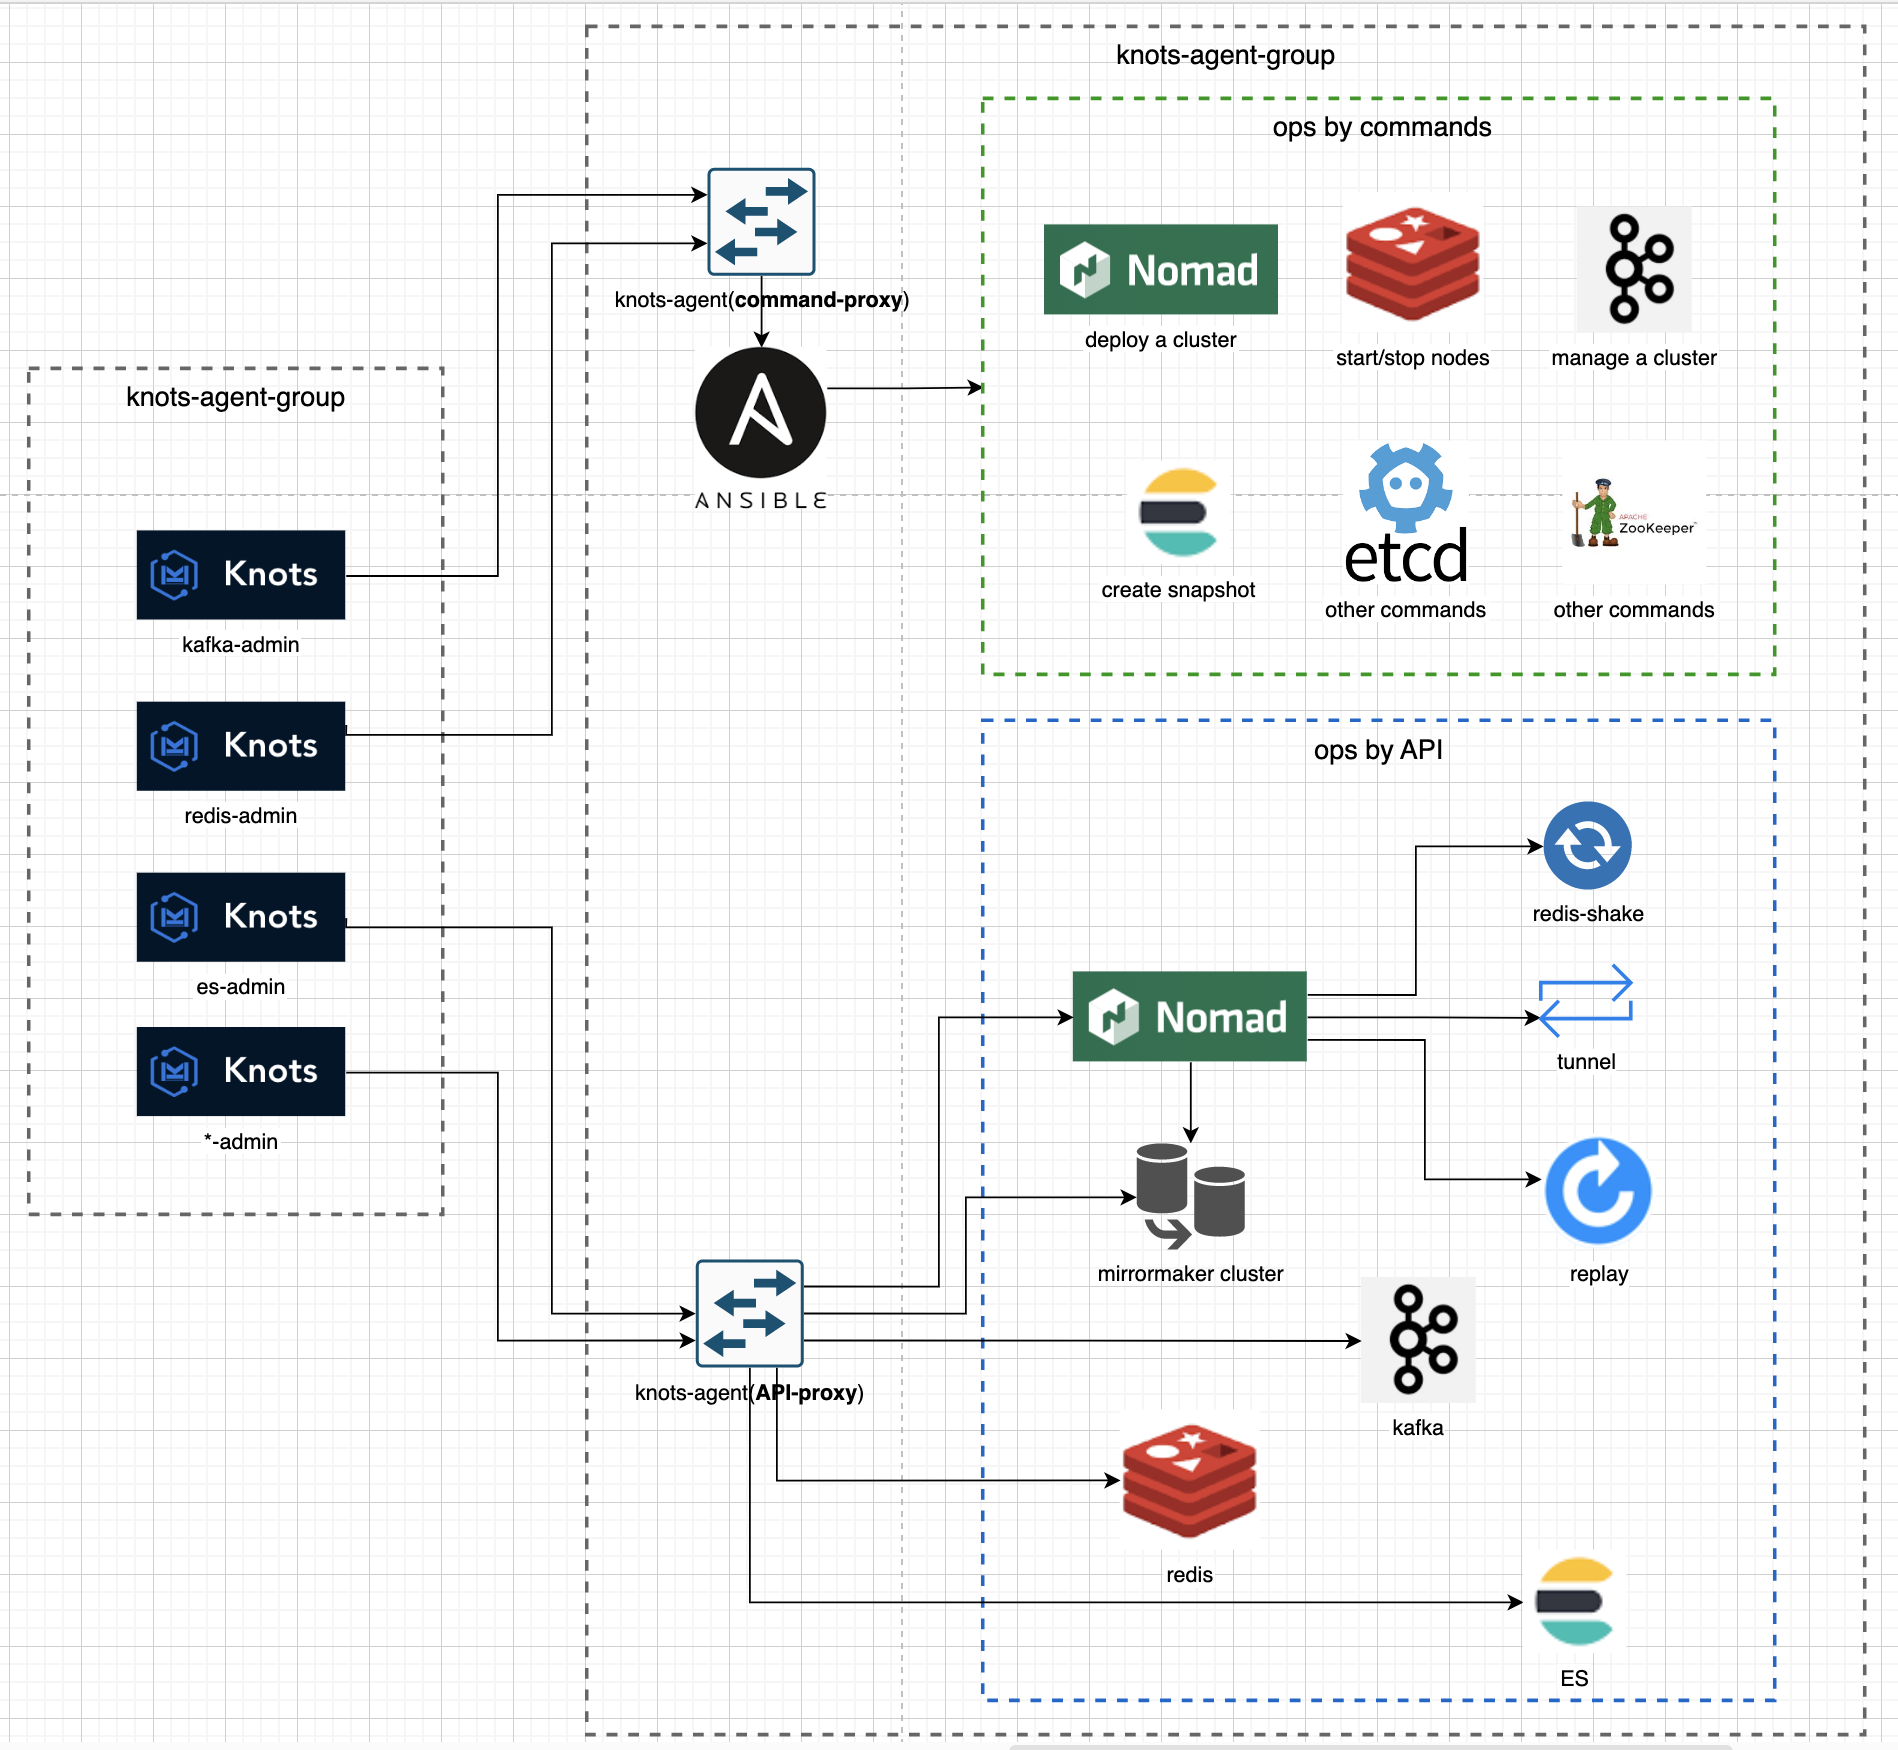 knots-agent-group
ops by commands
Nomad
deploy a cluster
start/stop nodes
manage a cluster
knots-agent(command-proxy)
ANSIBLE
etcd
APACHE
ZooKeeper
create snapshot
other commands
other commands
knots-agent-group
Knots
kafka-admin
Knots
redis-admin
Knots
es-admin
Knots
*-admin
ops by API
redis-shake
Nomad
tunnel
mirrormaker cluster
replay
knots-agent(API-proxy)
kafka
redis
ES